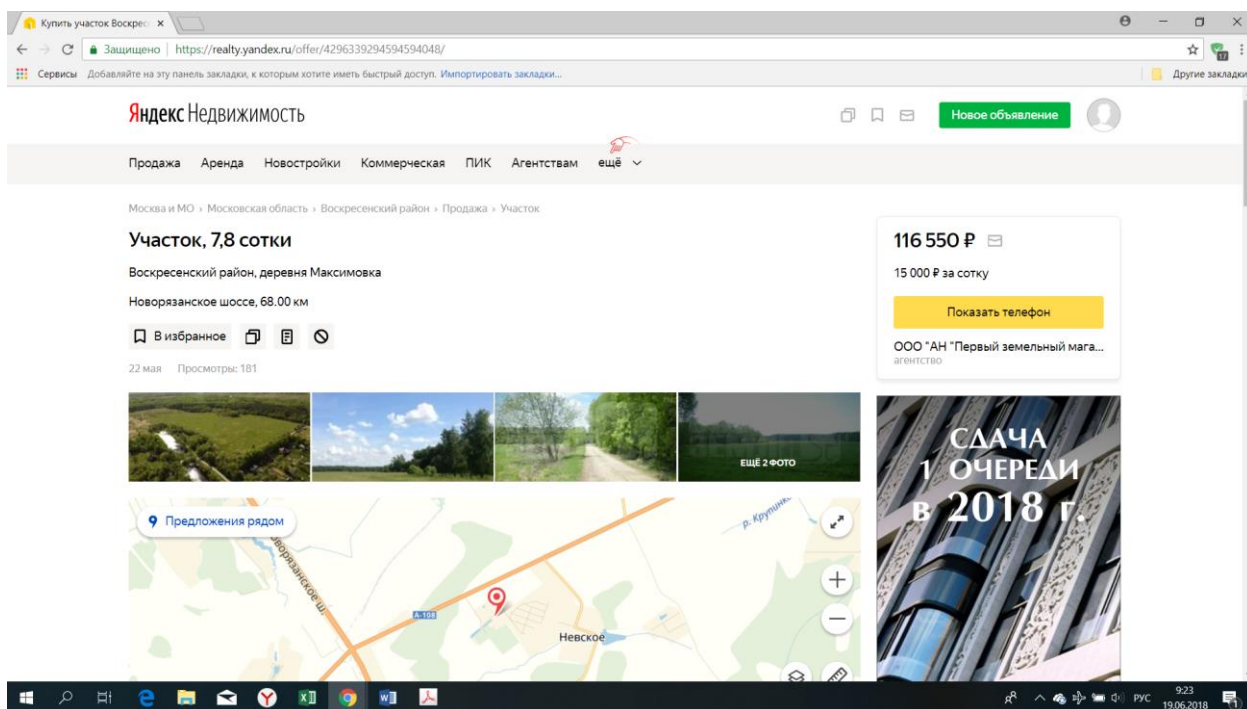 Купить участок Воскрес
Защищено https://realty.yandex.ru/offer/4296339294594594048/
17
Сервисы Добавляйте на эту панель закладки, к которым хотите иметь быстрый доступ. Импортировать закладки...
Другие закладки
Яндекс Недвижимость
Новое объявление
Продажа Аренда Новостройки Коммерческая ПИК Агентствам ещё
Москва и МО › Московская область › Воскресенский район › Продажа › Участок
Участок, 7,8 сотки
Воскресенский район, деревня Максимовка
Новорязанское шоссе, 68.00 км
В избранное
22 мая Просмотры: 181
116 550 ₽
15 000 ₽ за сотку
Показать телефон
ООО "АН "Первый земельный мага...
агентство
ЕЩЁ 2 ФОТО
СДАЧА
1 ОЧЕРЕДИ
в 2018 г.
Предложения рядом
р. Крупинк
оворязанское ш.
А-108
Невское
РУС
9:23
19.06.2018
1